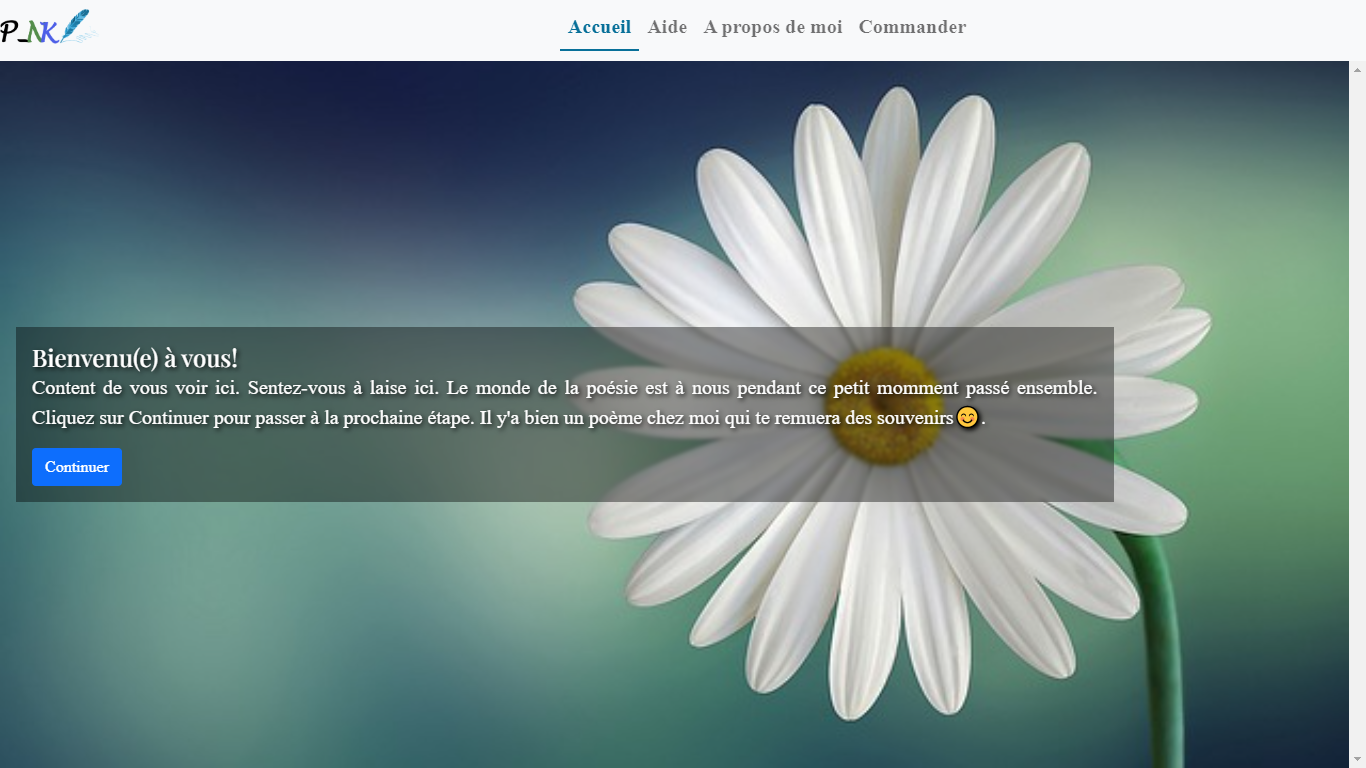 P_NK
Accueil Aide A propos de moi Commander
Bienvenu(e) à vous!
Content de vous voir ici. Sentez-vous à laise ici. Le monde de la poésie est à nous pendant ce petit momment passé ensemble.
Cliquez sur Continuer pour passer à la prochaine étape. Il y'a bien un poème chez moi qui te remuera des souvenirs😊.
Continuer